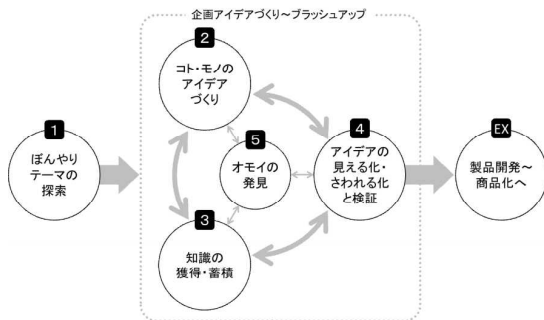 企画アイデアづくり～ブラッシュアップ
1
ぼんやり
テーマの
探索
2
コト・モノの
アイデア
づくり
3
知識の
獲得・蓄積
5
オモイの
発見
4
アイデアの
見える化・
さわれる化
と検証
EX
製品開発～
商品化へ